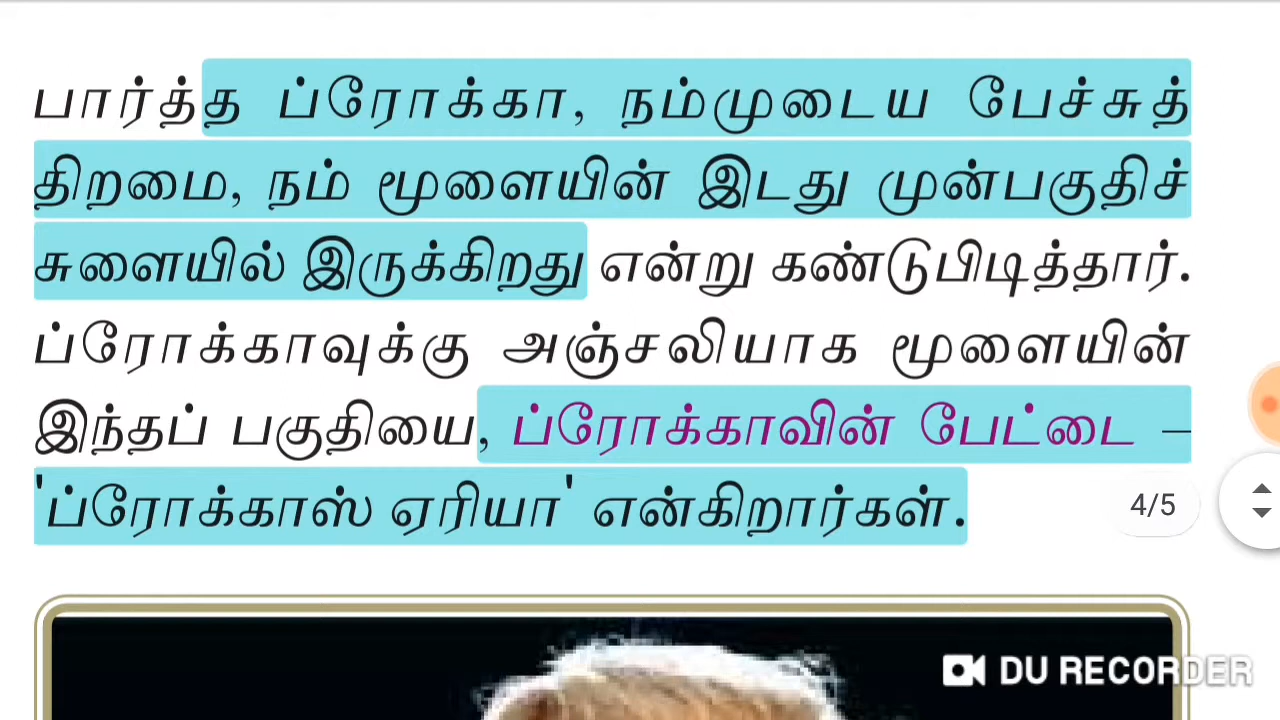 பார்த்த ப்ரோக்கா, நம்முடைய பேச்சுத்
திறமை, நம் மூளையின் இடது முன்பகுதிச்
சுளையில் இருக்கிறது என்று கண்டுபிடித்தார்.
ப்ரோக்காவுக்கு அஞ்சலியாக மூளையின்
இந்தப் பகுதியை, ப்ரோக்காவின் பேட்டை –
'ப்ரோக்காஸ் ஏரியா' என்கிறார்கள்.
4/5
DU RECORDER